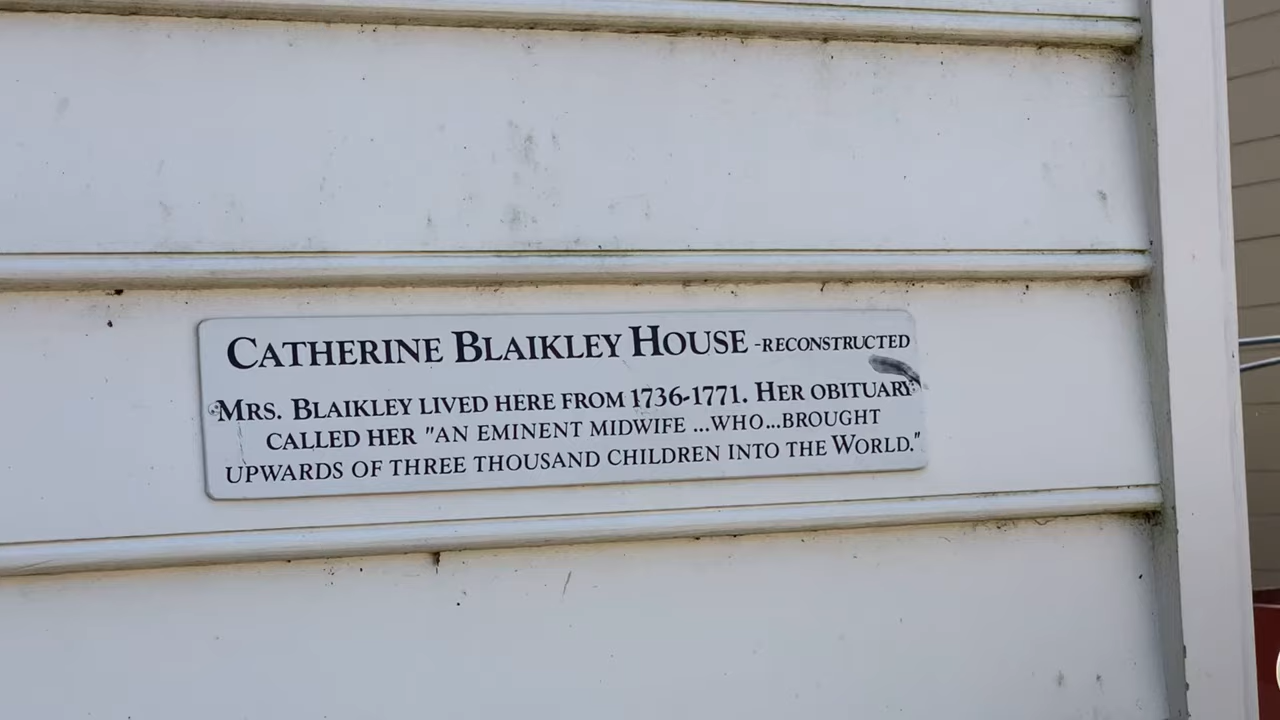 CATHERINE BLAIKLEY HOUSE -RECONSTRUCTED
MRS. BLAIKLEY LIVED HERE FROM 1736-1771. HER OBITUARY
CALLED HER "AN EMINENT MIDWIFE ...WHO...BROUGHT
UPWARDS OF THREE THOUSAND CHILDREN INTO THE WORLD."